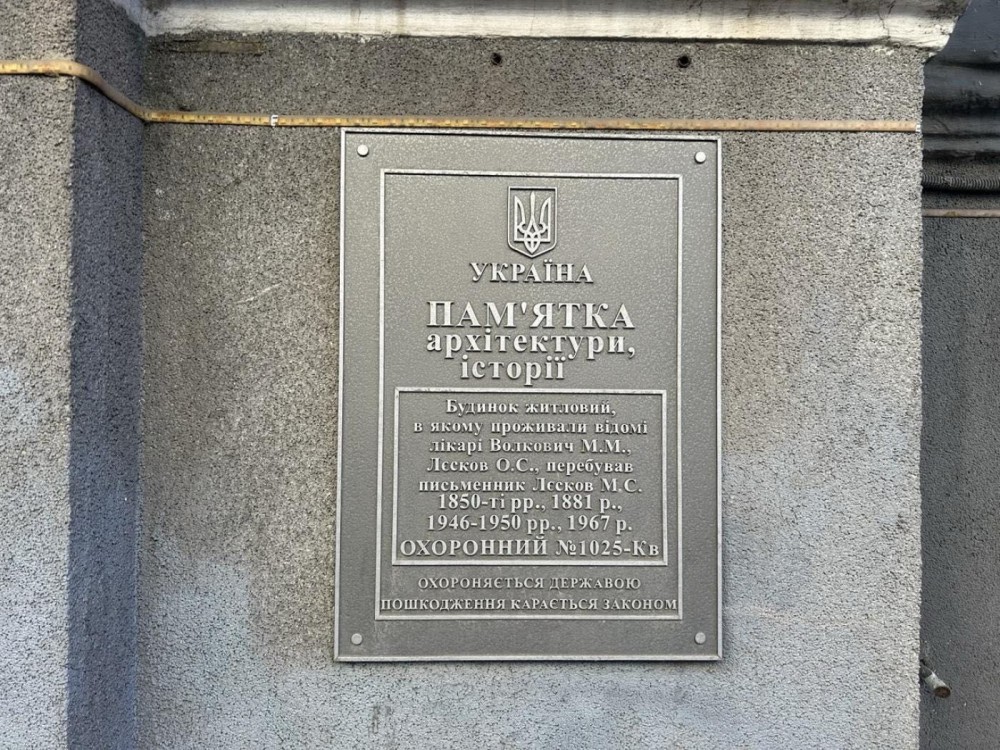 УКРАЇНА
ПАМ'ЯТКА
архітектури,
історії
Будинок житловий,
в якому проживали відомі
лікарі Волкович М.М.,
Лєсков О.С., перебував
письменник Лєсков М.С.
1850-ті рр., 1881 р.,
1946-1950 рр., 1967 р.
ОХОРОННИЙ №1025-Кв
ОХОРОНЯЄТЬСЯ ДЕРЖАВОЮ
ПОШКОДЖЕННЯ КАРАЄТЬСЯ ЗАКОНОМ